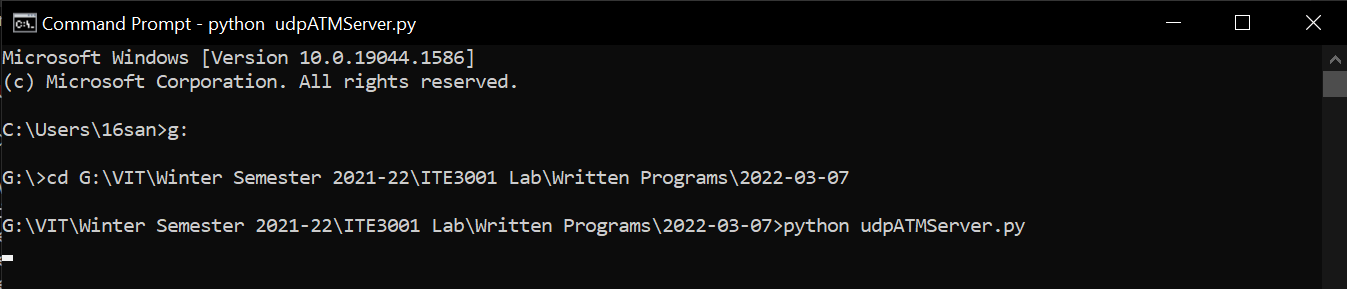 Command Prompt - python  udpATMServer.py
Microsoft Windows [Version 10.0.19044.1586]
(c) Microsoft Corporation. All rights reserved.
C:\Users\16san>g:
G:\>cd G:\VIT\Winter Semester 2021-22\ITE3001 Lab\Written Programs\2022-03-07
G:\VIT\Winter Semester 2021-22\ITE3001 Lab\Written Programs\2022-03-07>python udpATMServer.py